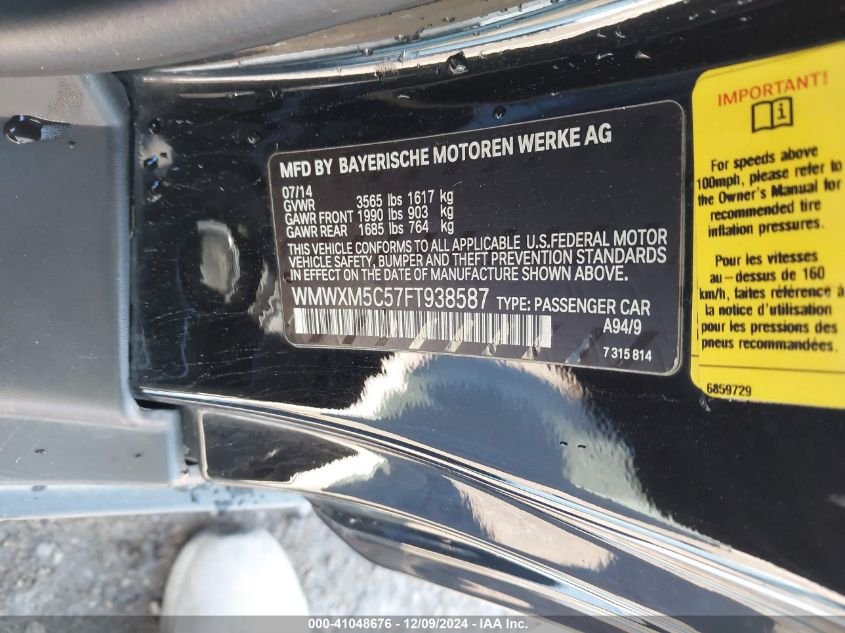 MFD BY BAYERISCHE MOTOREN WERKE AG
07/14
GVWR 3565 lbs 1617 kg
GAWR FRONT 1990 lbs 903 kg
GAWR REAR 1685 lbs 764 kg
THIS VEHICLE CONFORMS TO ALL APPLICABLE U.S.FEDERAL MOTOR
VEHICLE SAFETY, BUMPER AND THEFT PREVENTION STANDARDS
IN EFFECT ON THE DATE OF MANUFACTURE SHOWN ABOVE.
WMWXM5C57FT938587 TYPE: PASSENGER CAR
A94/9
7 315 814
IMPORTANT!
i
For speeds above
100mph, please refer to
the Owner's Manual for
recommended tire
inflation pressures.
Pour les vitesses
au-dessus de 160
km/h, faites référence à
la notice d'utilisation
pour les pressions des
pneus recommandées.
6859729
000-41048676 - 12/09/2024 - IAA Inc.